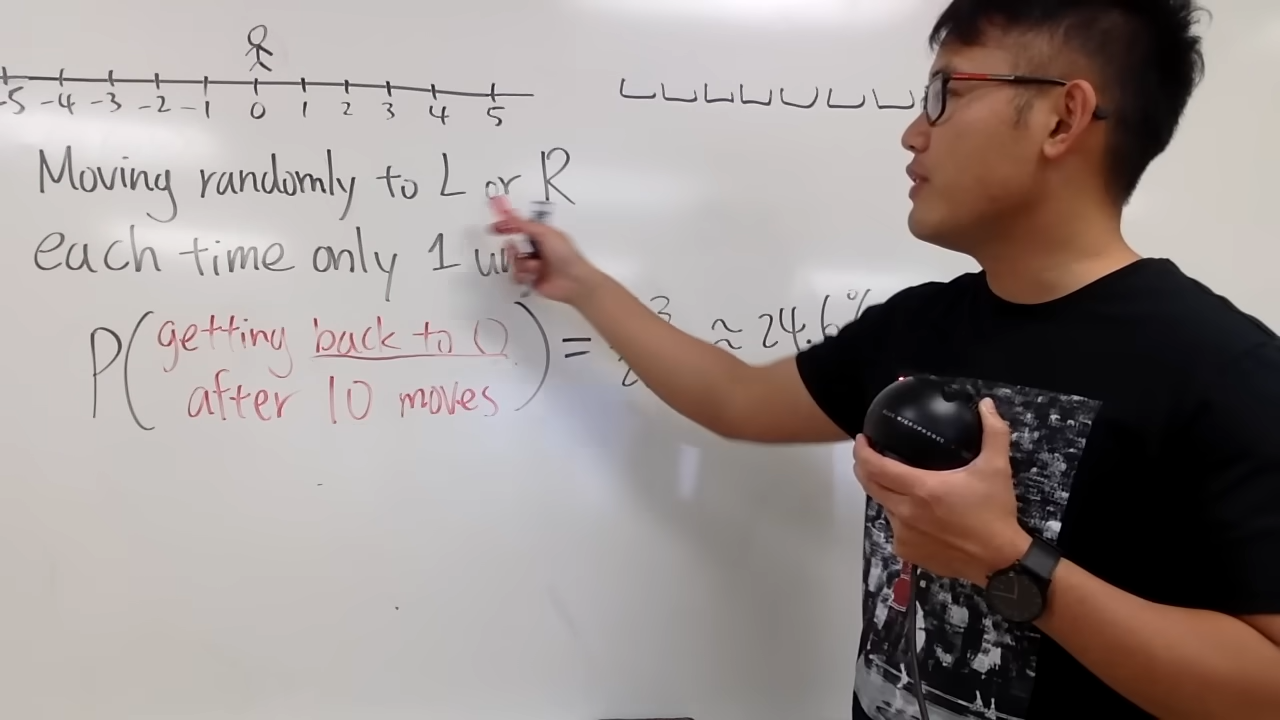 -5 -4 -3 -2 -1 0 1 2 3 4 5
Moving randomly to L or R
each time only 1
P(getting back to 0
after 10 moves) = ≈ 24.6%